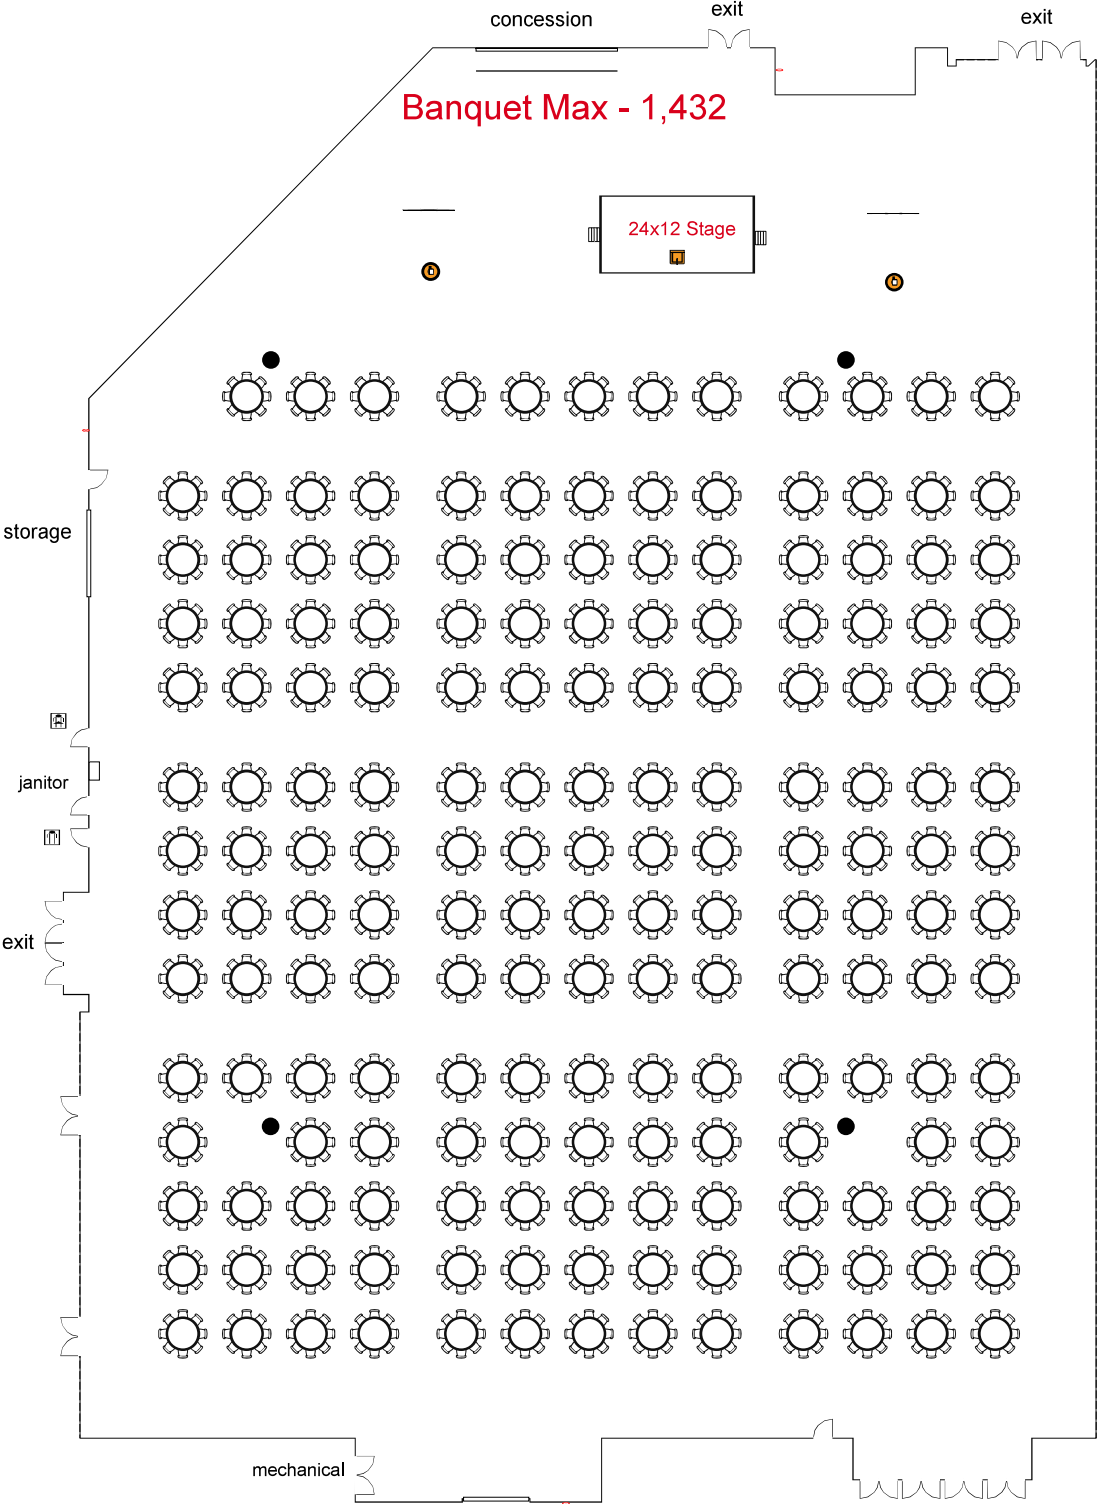 concession
exit
exit
Banquet Max - 1,432
24x12 Stage
storage
janitor
exit
mechanical